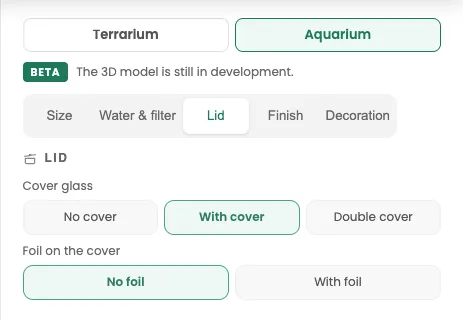 Terrarium Aquarium
BETA The 3D model is still in development.
Size Water & filter Lid Finish Decoration
LID
Cover glass
No cover With cover Double cover
Foil on the cover
No foil With foil